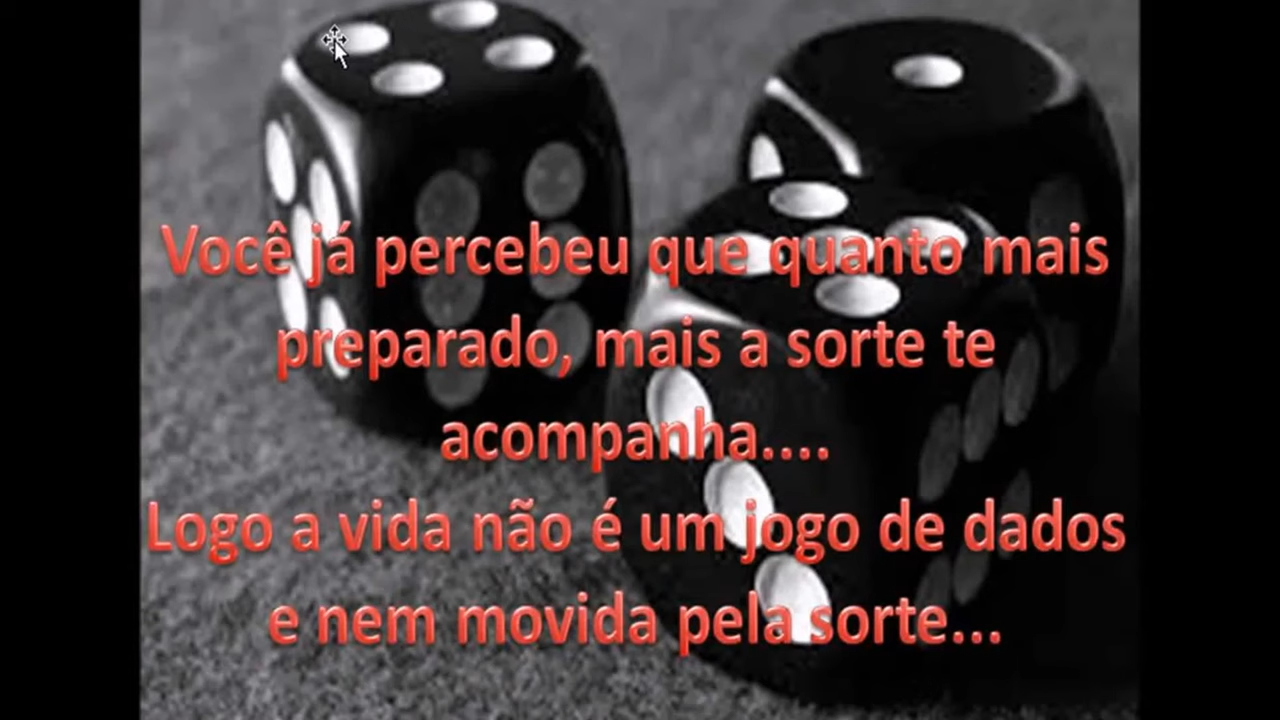 Você já percebeu que quanto mais
preparado, mais a sorte te
acompanha....
Logo a vida não é um jogo de dados
e nem movida pela sorte...